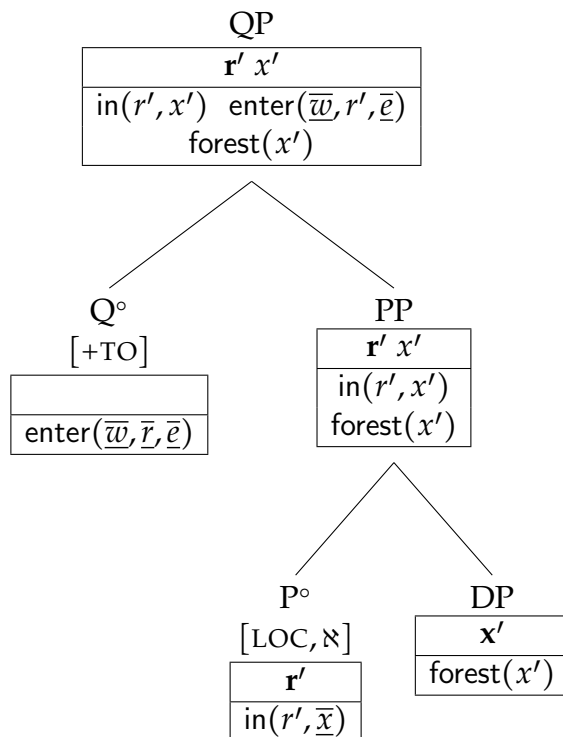 QP
r′ x′
in(r′, x′) enter(w̲̅, r′, e̲̅)
forest(x′)
Q° PP
[+TO] r′ x′
in(r′, x′)
enter(w̲̅, r̲̅, e̲̅) forest(x′)
P° DP
[LOC, ℵ] x′
r′ forest(x′)
in(r′, x̲̅)